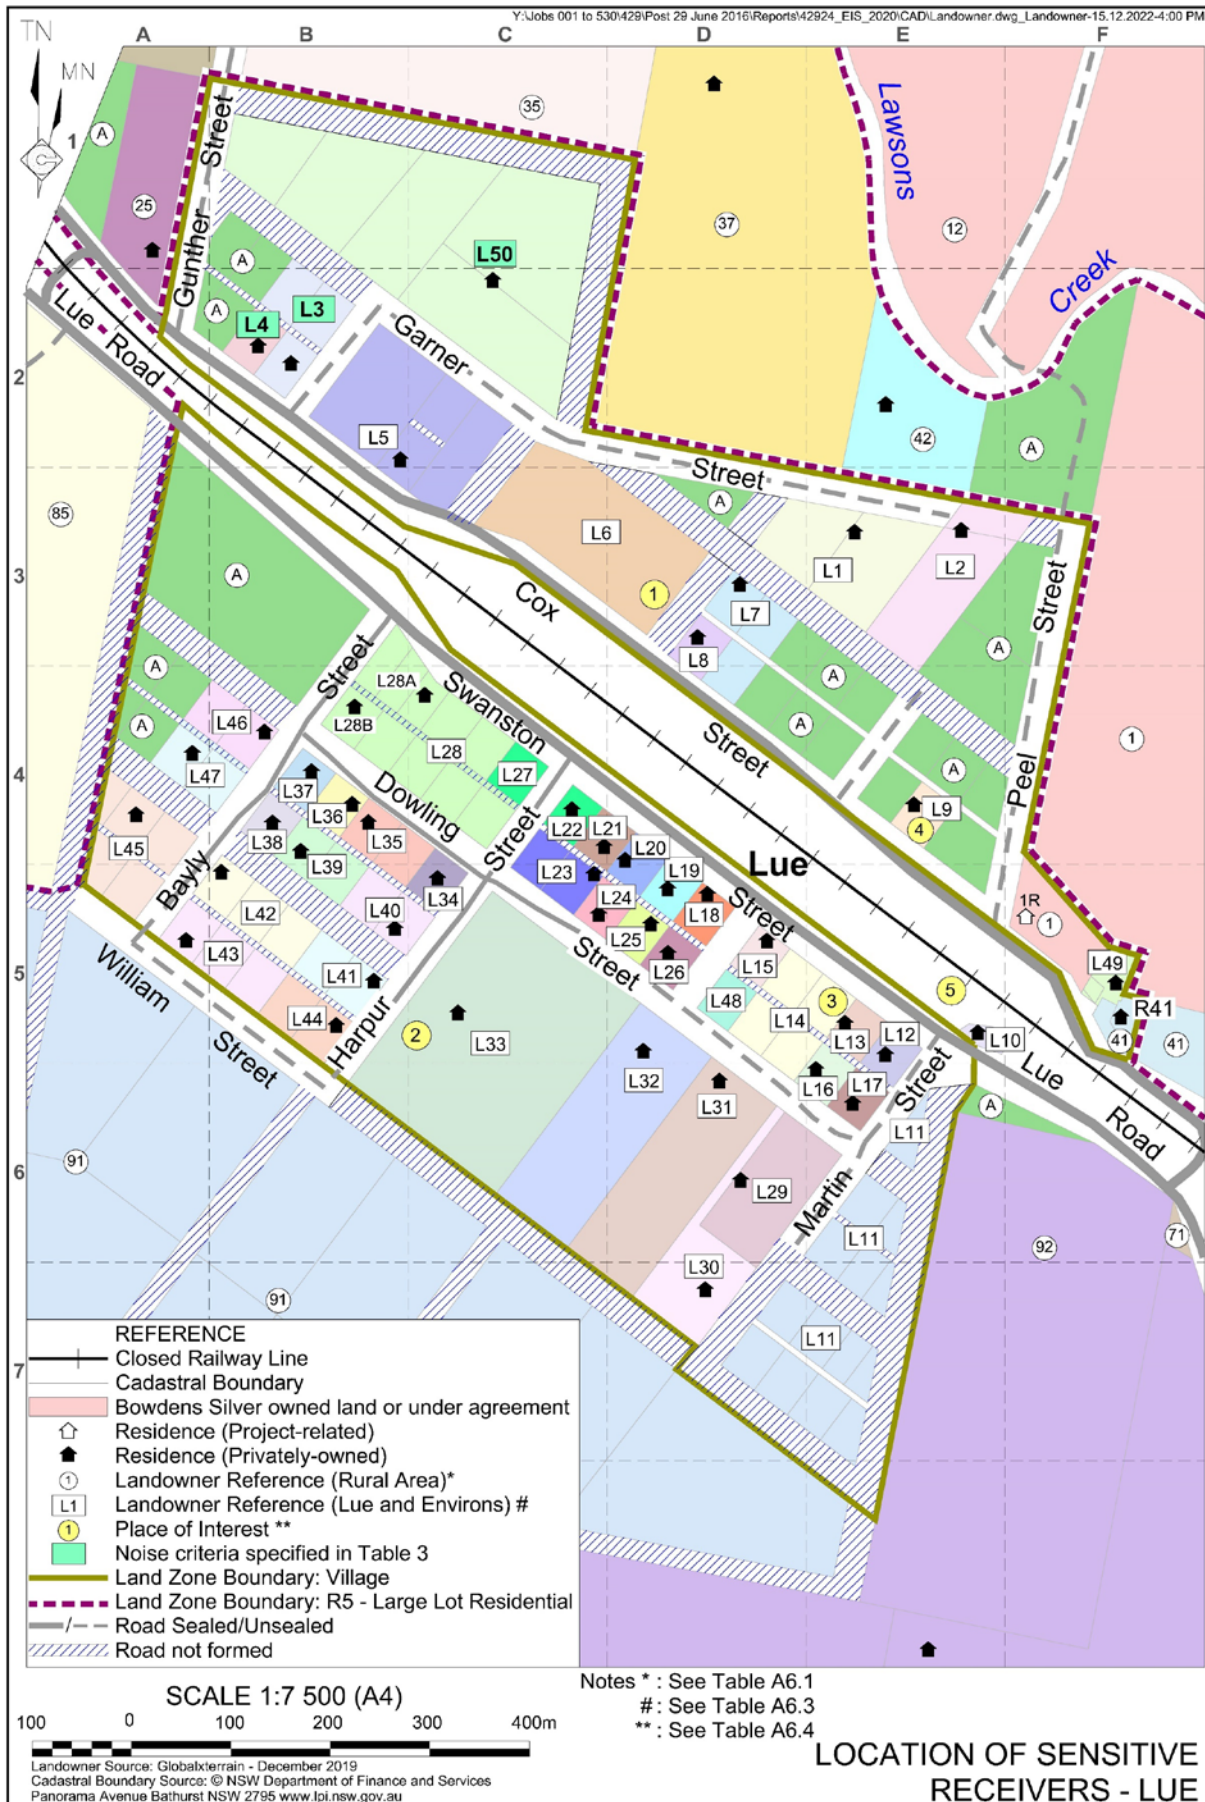 Y:\Jobs 001 to 530\429\Post 29 June 2016\Reports\42924_EIS_2020\CAD\Landowner.dwg_Landowner-15.12.2022-4:00 PM
TN
MN
A
B
C
D
E
F
1
2
3
4
5
6
7
A
25
35
37
12
Lawsons
Creek
Gunther
Street
L50
A
A
L3
L4
Garner
Street
Lue
Road
L5
42
A
85
A
L6
A
L1
L2
1
L7
L8
Cox
Street
A
A
A
A
Peel
Street
1
L9
4
A
A
L46
L47
L45
Street
Bayly
L28A
L28B
L28
L27
Swanston
Street
Dowling
Street
Street
L37
L36
L35
L38
L39
L34
L40
L42
L43
L41
L44
Harpur
William
Street
L22
L21
L20
L19
L18
L23
L24
L25
L26
Lue
L15
L48
L14
3
L13
L12
L16
L17
5
L10
1R
1
L49
R41
41
41
Lue
Road
A
2
L33
L32
L31
L29
L30
Martin
Street
L11
L11
L11
91
91
92
71
REFERENCE
Closed Railway Line
Cadastral Boundary
Bowdens Silver owned land or under agreement
Residence (Project-related)
Residence (Privately-owned)
1 Landowner Reference (Rural Area)*
L1 Landowner Reference (Lue and Environs) #
1 Place of Interest **
Noise criteria specified in Table 3
Land Zone Boundary: Village
Land Zone Boundary: R5 - Large Lot Residential
/ Road Sealed/Unsealed
Road not formed
SCALE 1:7 500 (A4)
100 0 100 200 300 400m
Landowner Source: Globalxterrain - December 2019
Cadastral Boundary Source: © NSW Department of Finance and Services
Panorama Avenue Bathurst NSW 2795 www.lpi.nsw.gov.au
Notes * : See Table A6.1
# : See Table A6.3
** : See Table A6.4
LOCATION OF SENSITIVE
RECEIVERS - LUE